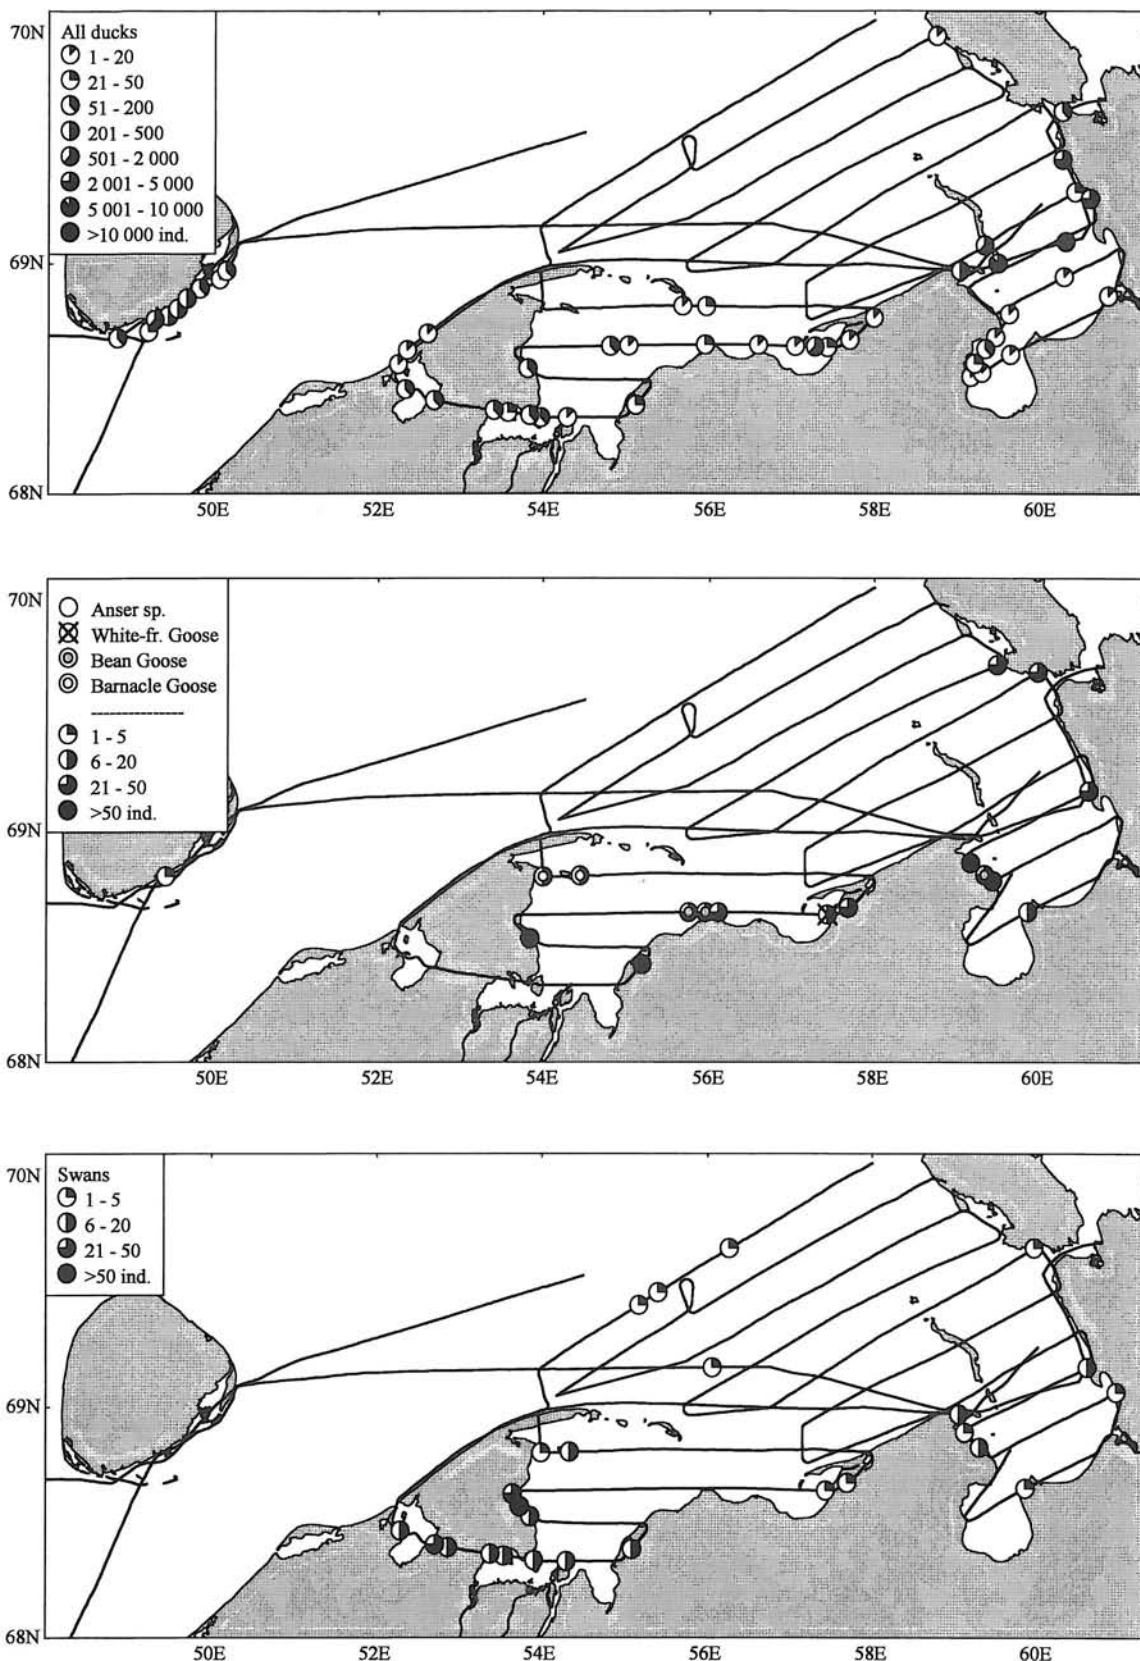 All ducks
1 - 20
21 - 50
51 - 200
201 - 500
501 - 2 000
2 001 - 5 000
5 001 - 10 000
>10 000 ind.
70N
69N
68N
50E 52E 54E 56E 58E 60E
Anser sp.
White-fr. Goose
Bean Goose
Barnacle Goose
1 - 5
6 - 20
21 - 50
>50 ind.
70N
69N
68N
50E 52E 54E 56E 58E 60E
Swans
1 - 5
6 - 20
21 - 50
>50 ind.
70N
69N
68N
50E 52E 54E 56E 58E 60E